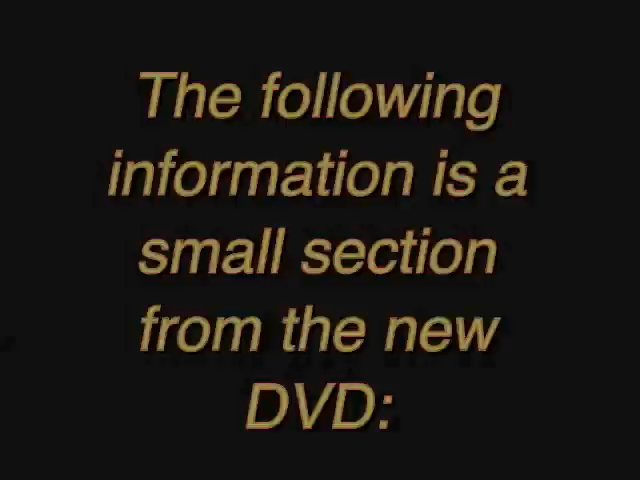 The following
information is a
small section
from the new
DVD: